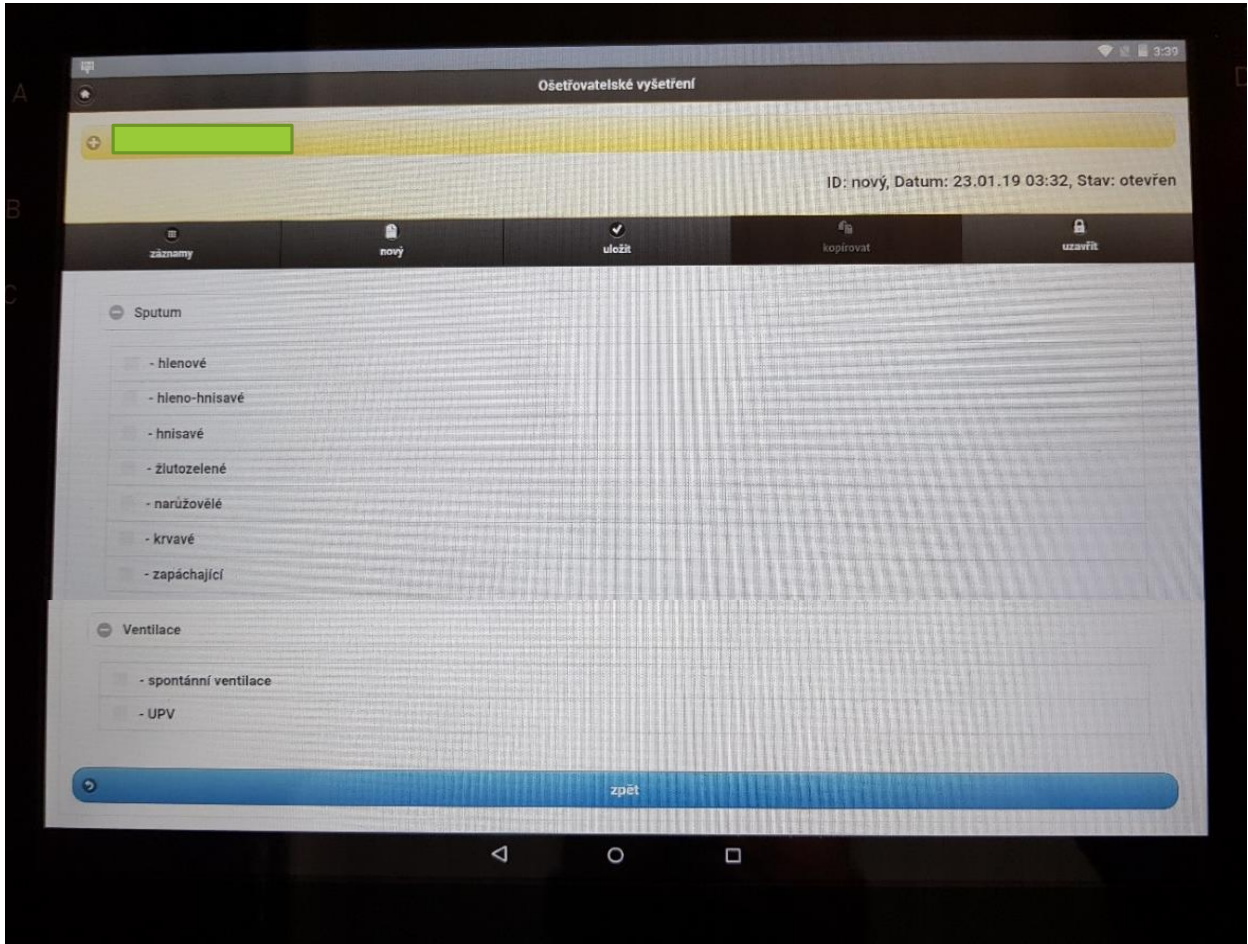 3:39
Ošetřovatelské vyšetření
ID: nový, Datum: 23.01.19 03:32, Stav: otevřen
záznamy nový uložit kopírovat uzavřít
Sputum
- hlenové
- hleno-hnisavé
- hnisavé
- žlutozelené
- narůžovělé
- krvavé
- zapáchající
Ventilace
- spontánní ventilace
- UPV
zpět
A
B
C
D